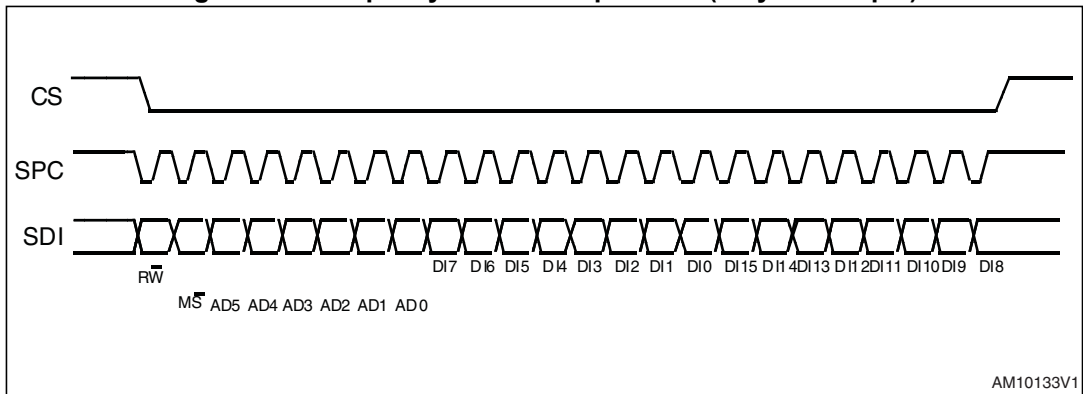 CS
SPC
SDI
DI7 DI6 DI5 DI4 DI3 DI2 DI1 DI0 DI15 DI14 DI13 DI12 DI11 DI10 DI9 DI8
RW
MS AD5 AD4 AD3 AD2 AD1 AD0
AM10133V1